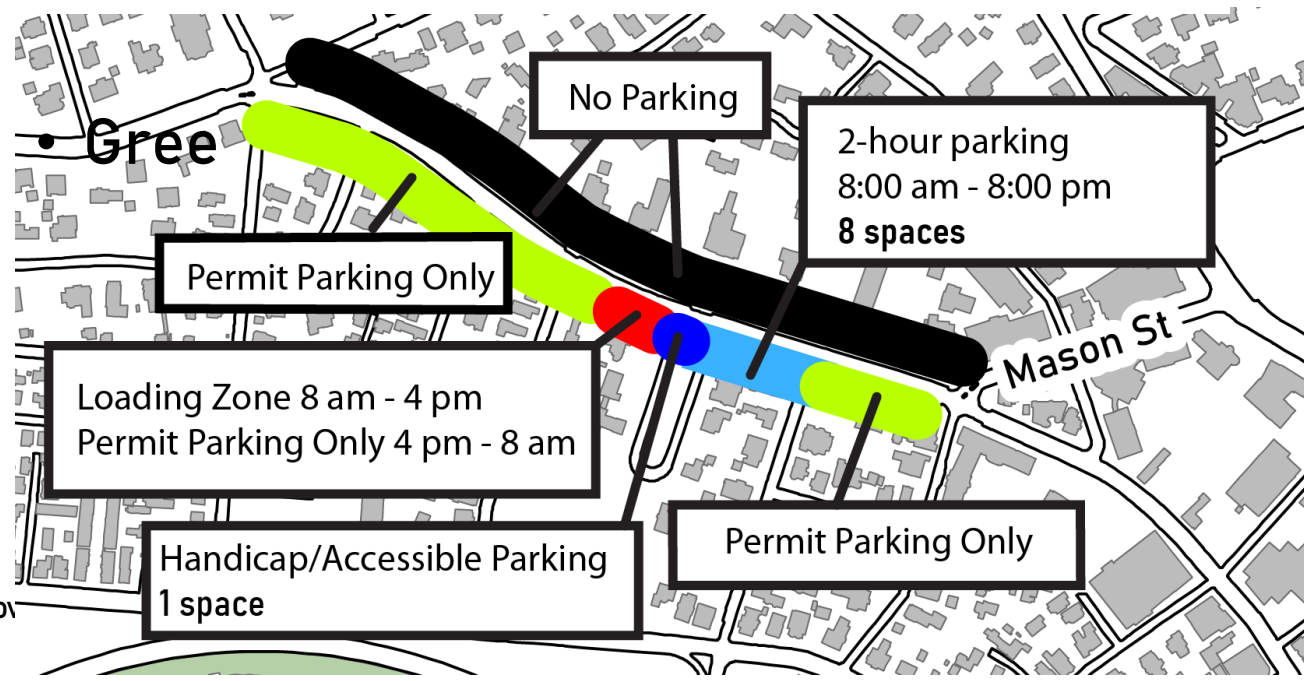 No Parking
2-hour parking
8:00 am - 8:00 pm
8 spaces
• Gree
Permit Parking Only
Mason St
Loading Zone 8 am - 4 pm
Permit Parking Only 4 pm - 8 am
Permit Parking Only
Handicap/Accessible Parking
1 space